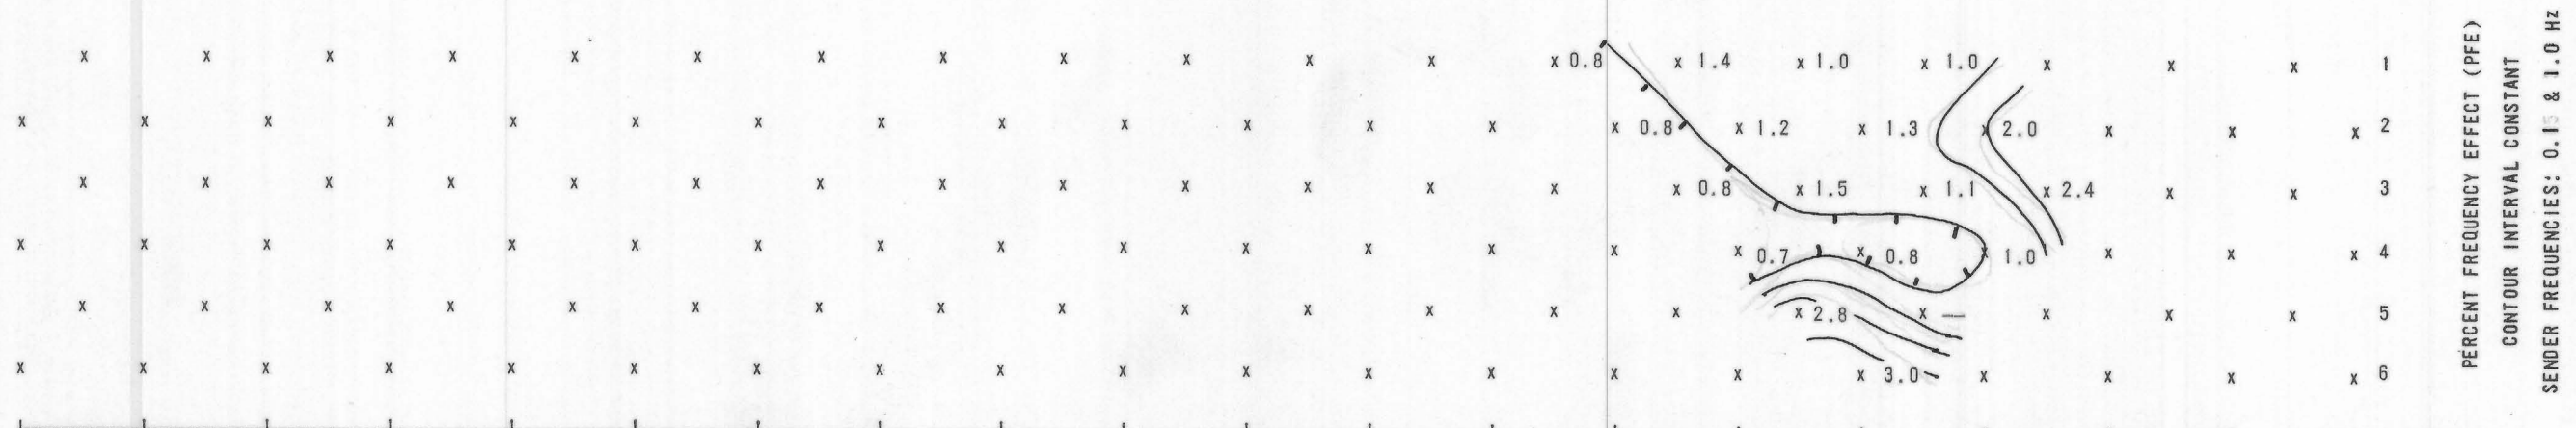 x x x x x x x x x x x x x 0.8 x 1.4 x 1.0 x 1.0 x x x 1
x x x x x x x x x x x x x x 0.8 x 1.2 x 1.3 x 2.0 x x x 2
x x x x x x x x x x x x x x 0.8 x 1.5 x 1.1 x 2.4 x x 3
x x x x x x x x x x x x x x x 0.7 x 0.8 x 1.0 x x x 4
x x x x x x x x x x x x x x x 2.8 x — x x x 5
x x x x x x x x x x x x x x x x 3.0 x x x x 6
PERCENT FREQUENCY EFFECT (PFE)
CONTOUR INTERVAL CONSTANT
SENDER FREQUENCIES: 0.1 & 1.0 Hz